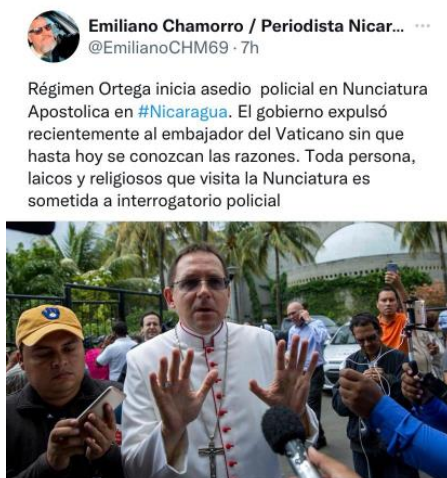 Emiliano Chamorro / Periodista Nicar...
@EmilianoCHM69 · 7h
Régimen Ortega inicia asedio policial en Nunciatura
Apostolica en #Nicaragua. El gobierno expulsó
recientemente al embajador del Vaticano sin que
hasta hoy se conozcan las razones. Toda persona,
laicos y religiosos que visita la Nunciatura es
sometida a interrogatorio policial